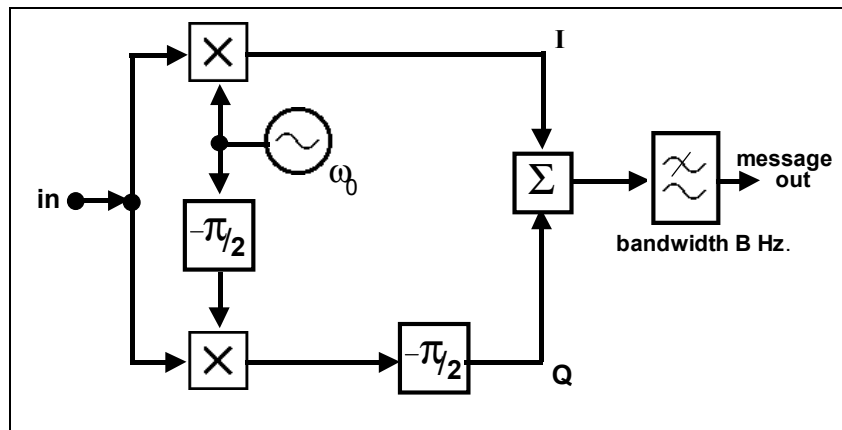 I
ω0
Σ
message
out
in
−π/2
bandwidth B Hz.
−π/2
Q